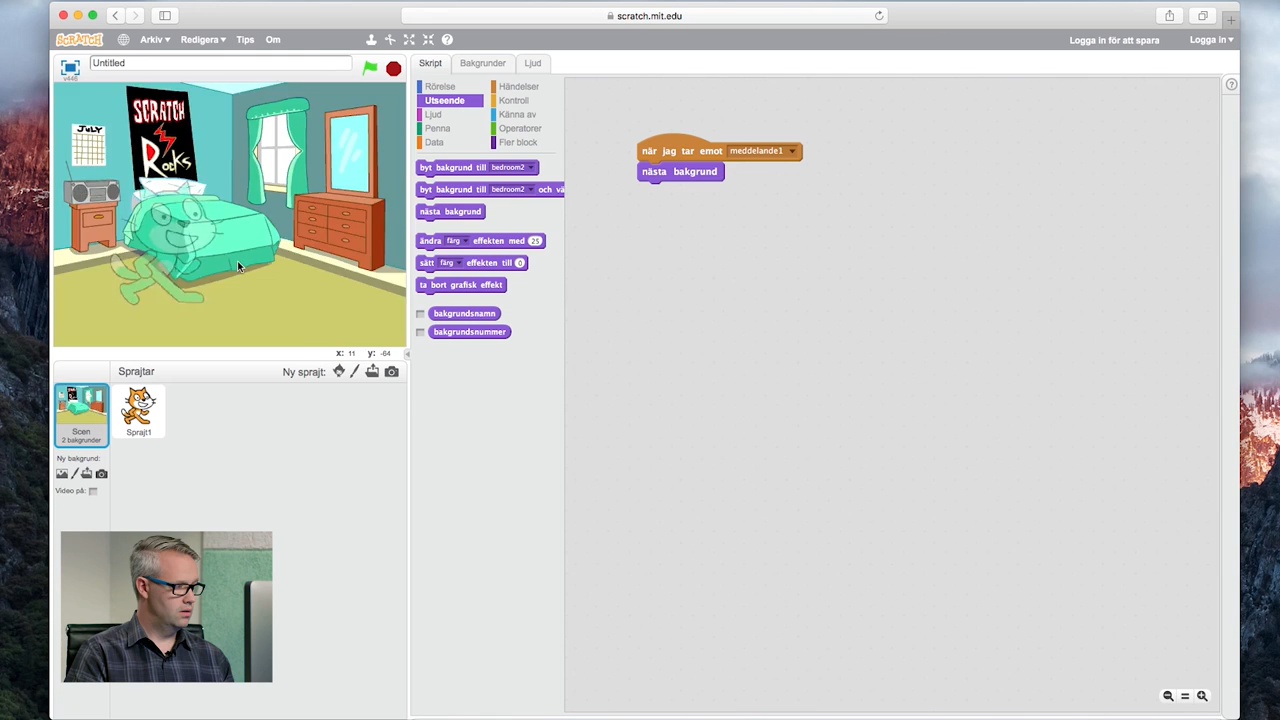 scratch.mit.edu
SCRATCH Arkiv Redigera Tips Om Logga in för att spara Logga in
v446 Untitled
Skript Bakgrunder Ljud
SCRATCH
Rocks
JULY
Rörelse Händelser
Utseende Kontroll
Ljud Känna av
Penna Operatorer
Data Fler block
byt bakgrund till bedroom2
byt bakgrund till bedroom2 och vä
nästa bakgrund
ändra färg effekten med 25
sätt färg effekten till 0
ta bort grafisk effekt
bakgrundsnamn
bakgrundsnummer
när jag tar emot meddelande1
nästa bakgrund
x: 11 y: -64
Sprajtar Ny sprajt:
Scen
2 bakgrunder
Sprajt1
Ny bakgrund:
Video på: